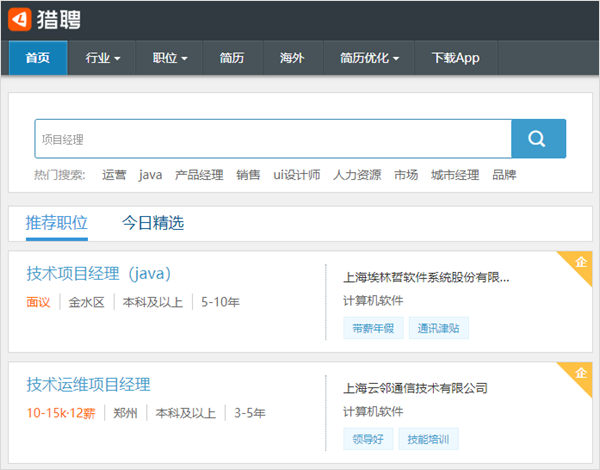 猎聘
首页 行业 职位 简历 海外 简历优化 下载App
项目经理
热门搜索: 运营 java 产品经理 销售 ui设计师 人力资源 市场 城市经理 品牌
推荐职位 今日精选
技术项目经理（java）
面议 金水区 本科及以上 5-10年
上海埃林哲软件系统股份有限...
计算机软件
带薪年假 通讯津贴
企
技术运维项目经理
10-15k·12薪 郑州 本科及以上 3-5年
上海云邻通信技术有限公司
计算机软件
领导好 技能培训
企